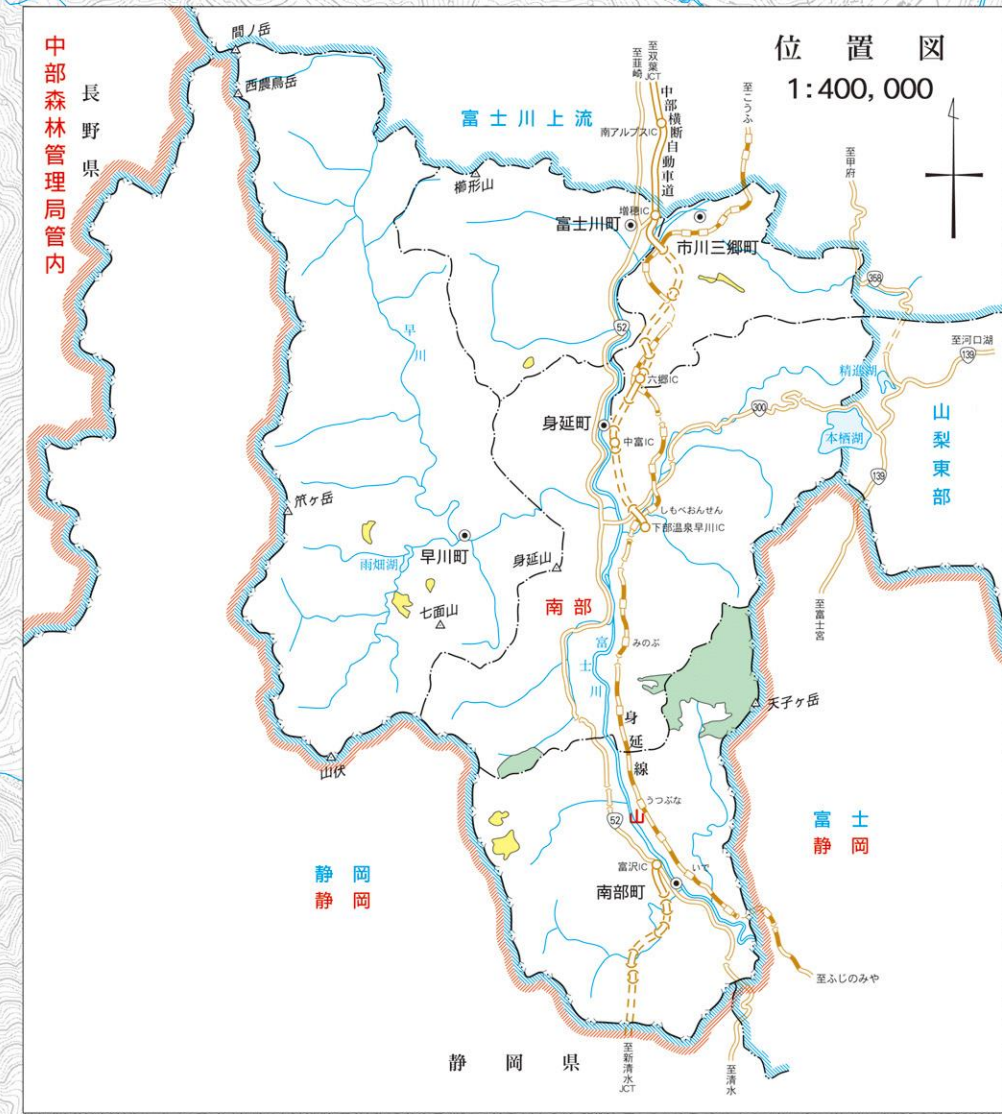 位置図
1:400,000
中部森林管理局管内
長野県
間ノ岳
西農鳥岳
富士川上流
櫛形山
至韮崎
至双葉JCT
中部横断自動車道
南アルプスIC
至こうふ
至甲府
増穂IC
富士川町
市川三郷町
358
52
早川
六郷IC
至河口湖
139
精進湖
300
身延町
中富IC
本栖湖
139
山梨東部
笊ヶ岳
しもべおんせん
下部温泉早川IC
早川町
雨畑湖
身延山
七面山
南部
至富士宮
富士川
みのぶ
天子ヶ岳
身延線
山伏
うつぶな
52
山
富士
静岡
静岡
静岡
富沢IC
いで
南部町
至ふじのみや
静岡県
至新清水JCT
至清水